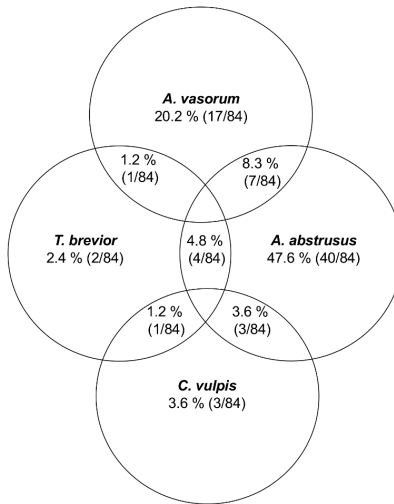 A. vasorum
20.2 % (17/84)
1.2 %
(1/84)
8.3 %
(7/84)
T. brevior
2.4 % (2/84)
4.8 %
(4/84)
A. abstrusus
47.6 % (40/84)
1.2 %
(1/84)
3.6 %
(3/84)
C. vulpis
3.6 % (3/84)